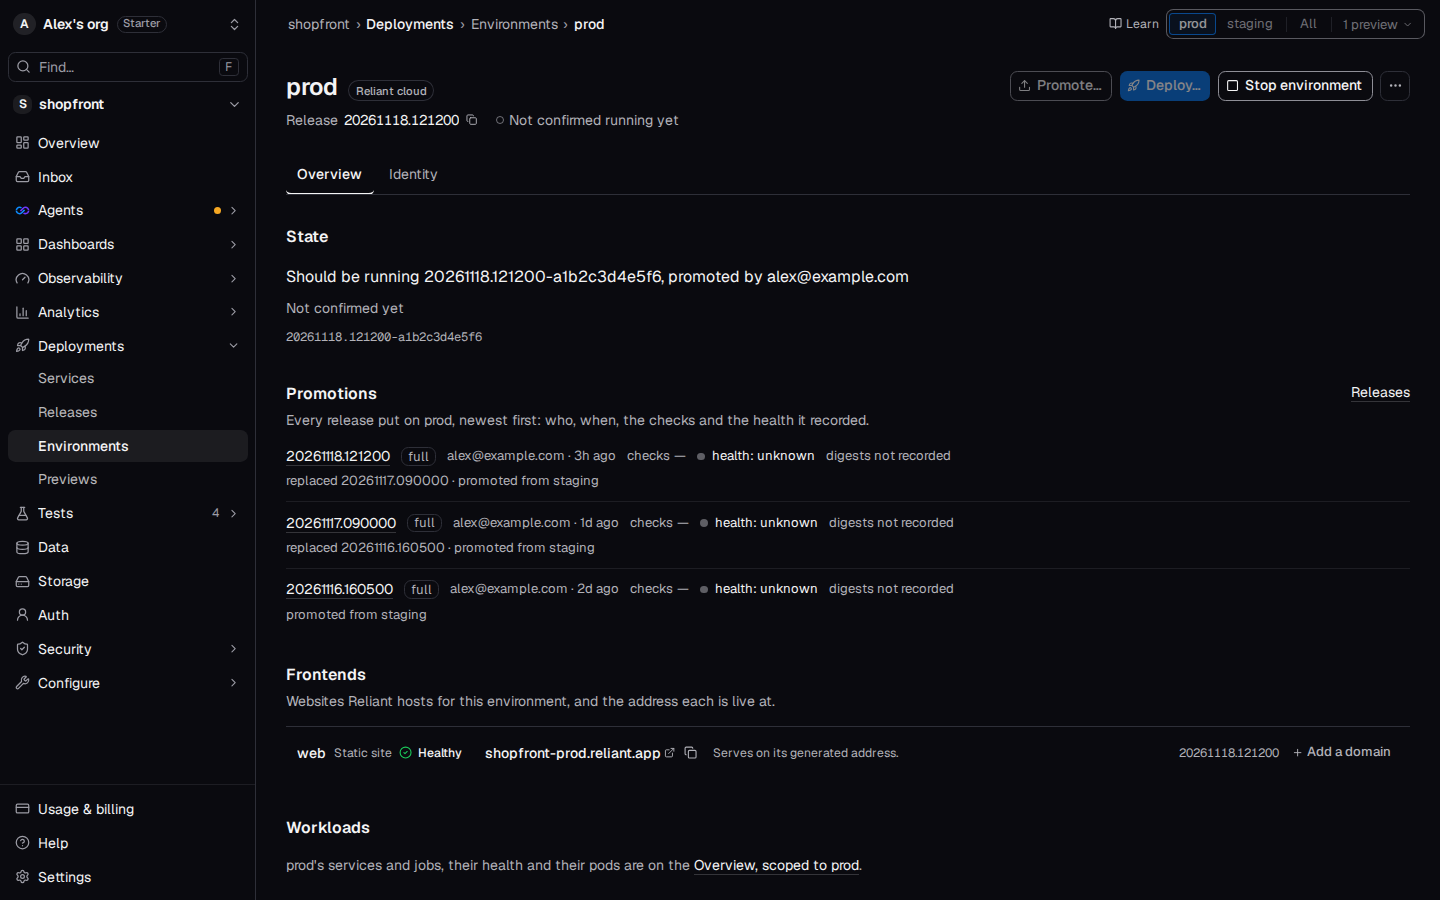 A Alex's org Starter
Find... F
S shopfront
Overview
Inbox
Agents
Dashboards
Observability
Analytics
Deployments
Services
Releases
Environments
Previews
Tests 4
Data
Storage
Auth
Security
Configure
Usage & billing
Help
Settings
shopfront › Deployments › Environments › prod
Learn prod staging All 1 preview
prod Reliant cloud
Promote... Deploy... Stop environment ...
Release 20261118.121200 Not confirmed running yet
Overview Identity
State
Should be running 20261118.121200-a1b2c3d4e5f6, promoted by alex@example.com
Not confirmed yet
20261118.121200-a1b2c3d4e5f6
Promotions Releases
Every release put on prod, newest first: who, when, the checks and the health it recorded.
20261118.121200 full alex@example.com · 3h ago checks — health: unknown digests not recorded
replaced 20261117.090000 · promoted from staging
20261117.090000 full alex@example.com · 1d ago checks — health: unknown digests not recorded
replaced 20261116.160500 · promoted from staging
20261116.160500 full alex@example.com · 2d ago checks — health: unknown digests not recorded
promoted from staging
Frontends
Websites Reliant hosts for this environment, and the address each is live at.
web Static site Healthy shopfront-prod.reliant.app Serves on its generated address. 20261118.121200 + Add a domain
Workloads
prod's services and jobs, their health and their pods are on the Overview, scoped to prod.